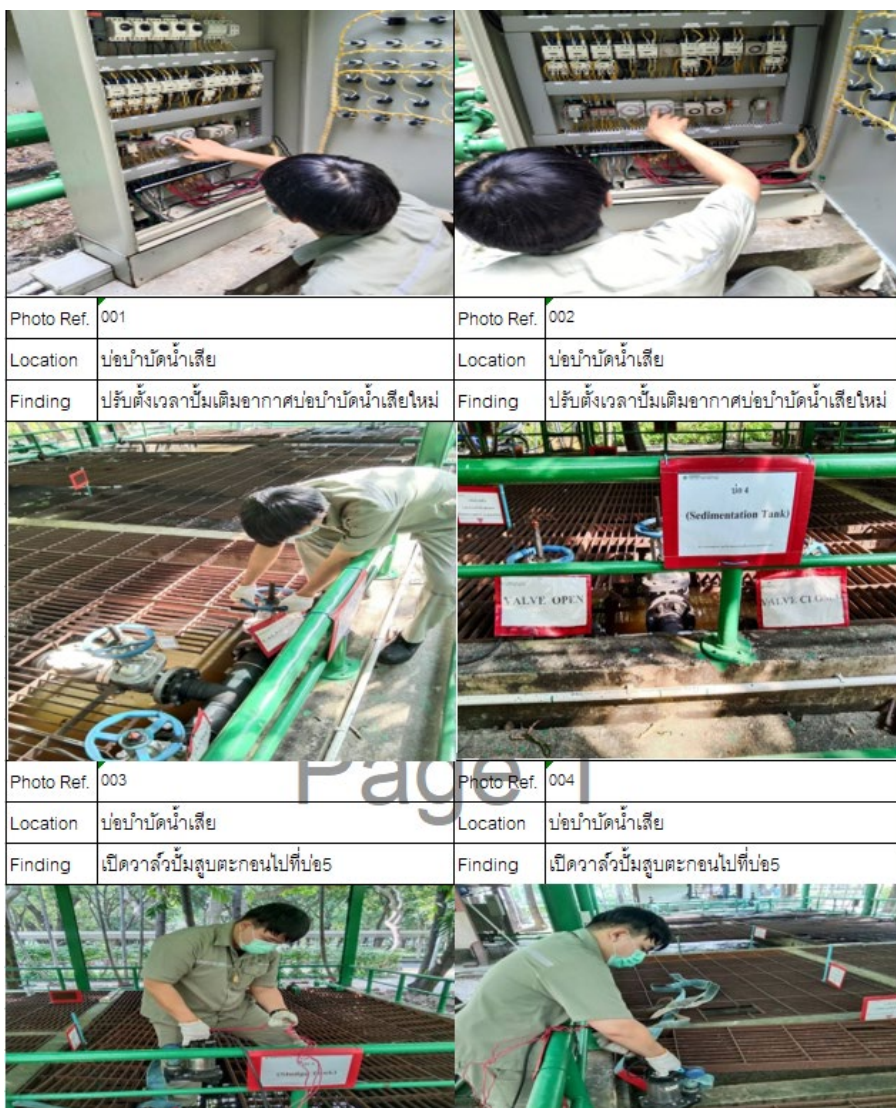 Photo Ref. 001 Photo Ref. 002
Location บ่อบำบัดน้ำเสีย Location บ่อบำบัดน้ำเสีย
Finding ปรับตั้งเวลาปั้มเติมอากาศบ่อบำบัดน้ำเสียใหม่ Finding ปรับตั้งเวลาปั้มเติมอากาศบ่อบำบัดน้ำเสียใหม่
บ่อ 4
(Sedimentation Tank)
VALVE OPEN
Page 1
Photo Ref. 003 Photo Ref. 004
Location บ่อบำบัดน้ำเสีย Location บ่อบำบัดน้ำเสีย
Finding เปิดวาล์วปั้มสูบตะกอนไปที่บ่อ5 Finding เปิดวาล์วปั้มสูบตะกอนไปที่บ่อ5